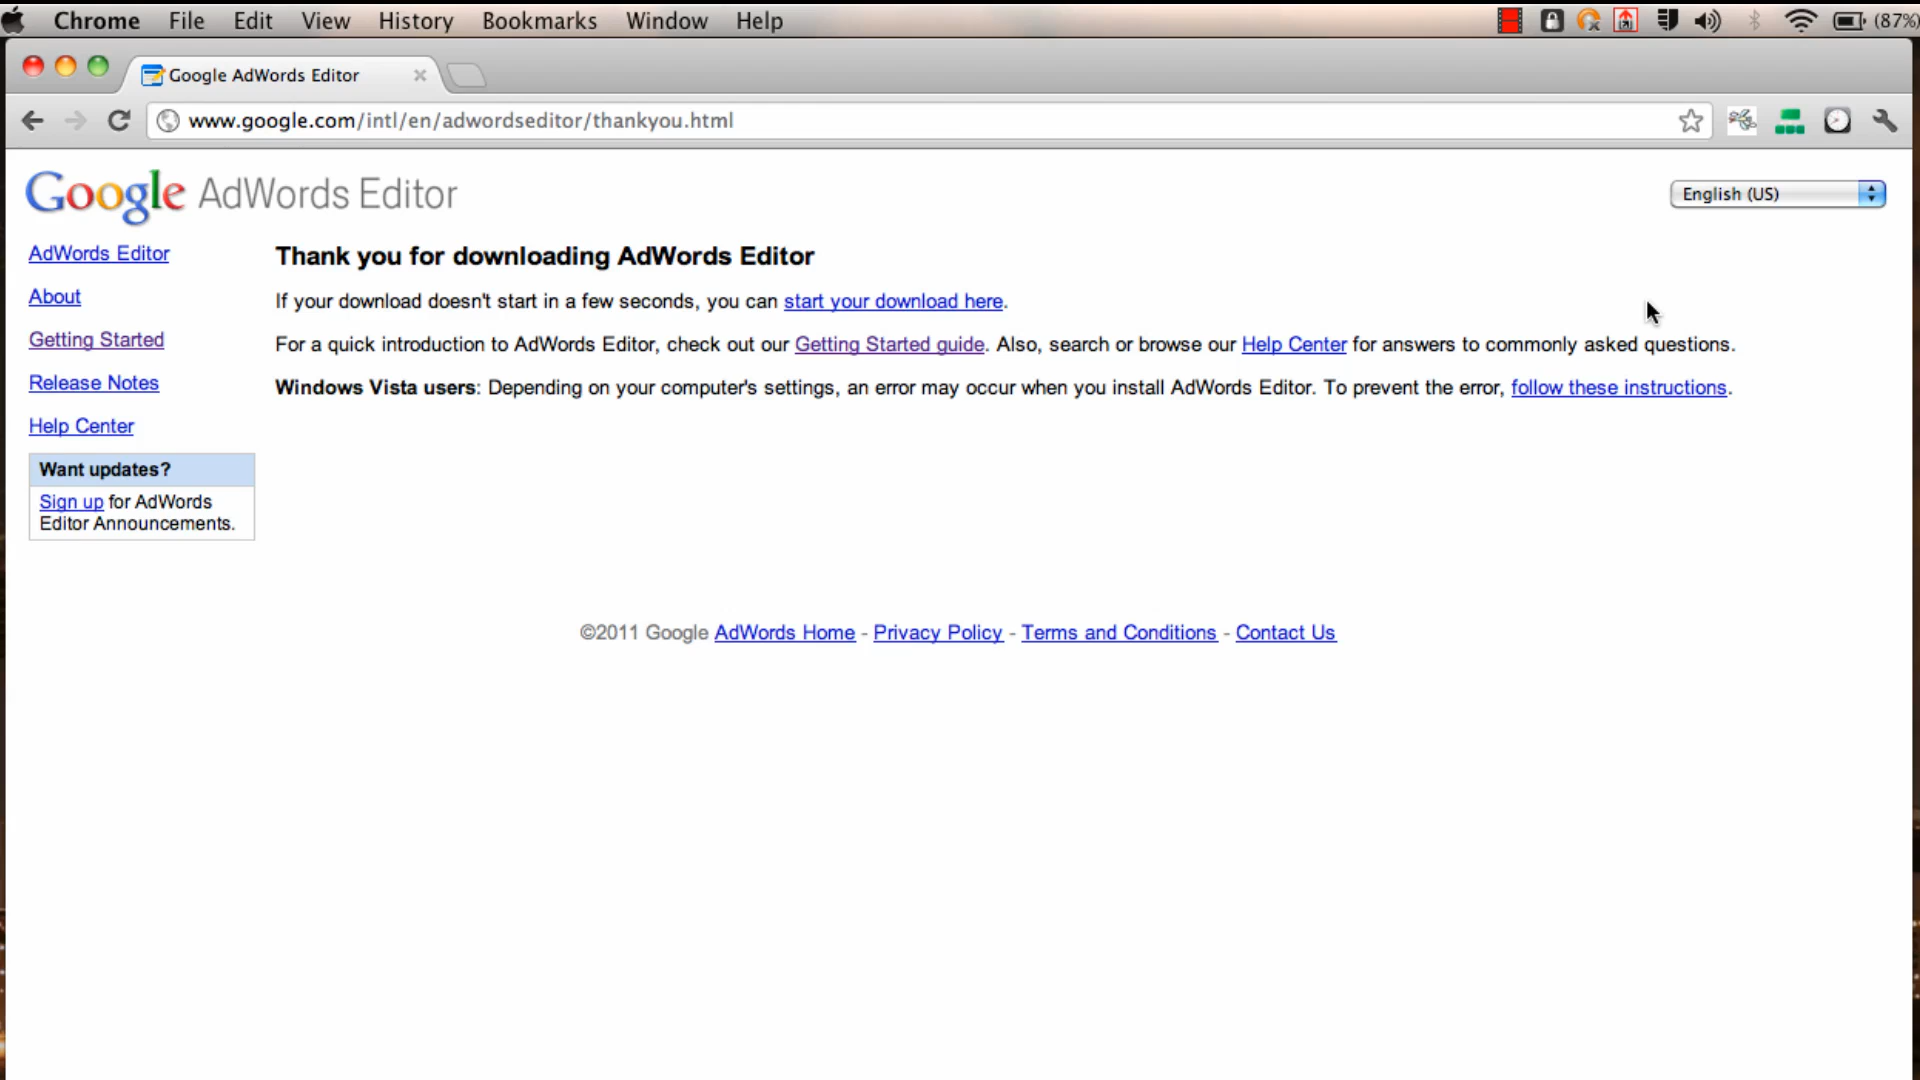 Chrome File Edit View History Bookmarks Window Help (87%)
Google AdWords Editor
www.google.com/intl/en/adwordseditor/thankyou.html
Google AdWords Editor
English (US)
AdWords Editor
About
Getting Started
Release Notes
Help Center
Want updates?
Sign up for AdWords
Editor Announcements.
Thank you for downloading AdWords Editor
If your download doesn't start in a few seconds, you can start your download here.
For a quick introduction to AdWords Editor, check out our Getting Started guide. Also, search or browse our Help Center for answers to commonly asked questions.
Windows Vista users: Depending on your computer's settings, an error may occur when you install AdWords Editor. To prevent the error, follow these instructions.
©2011 Google AdWords Home - Privacy Policy - Terms and Conditions - Contact Us